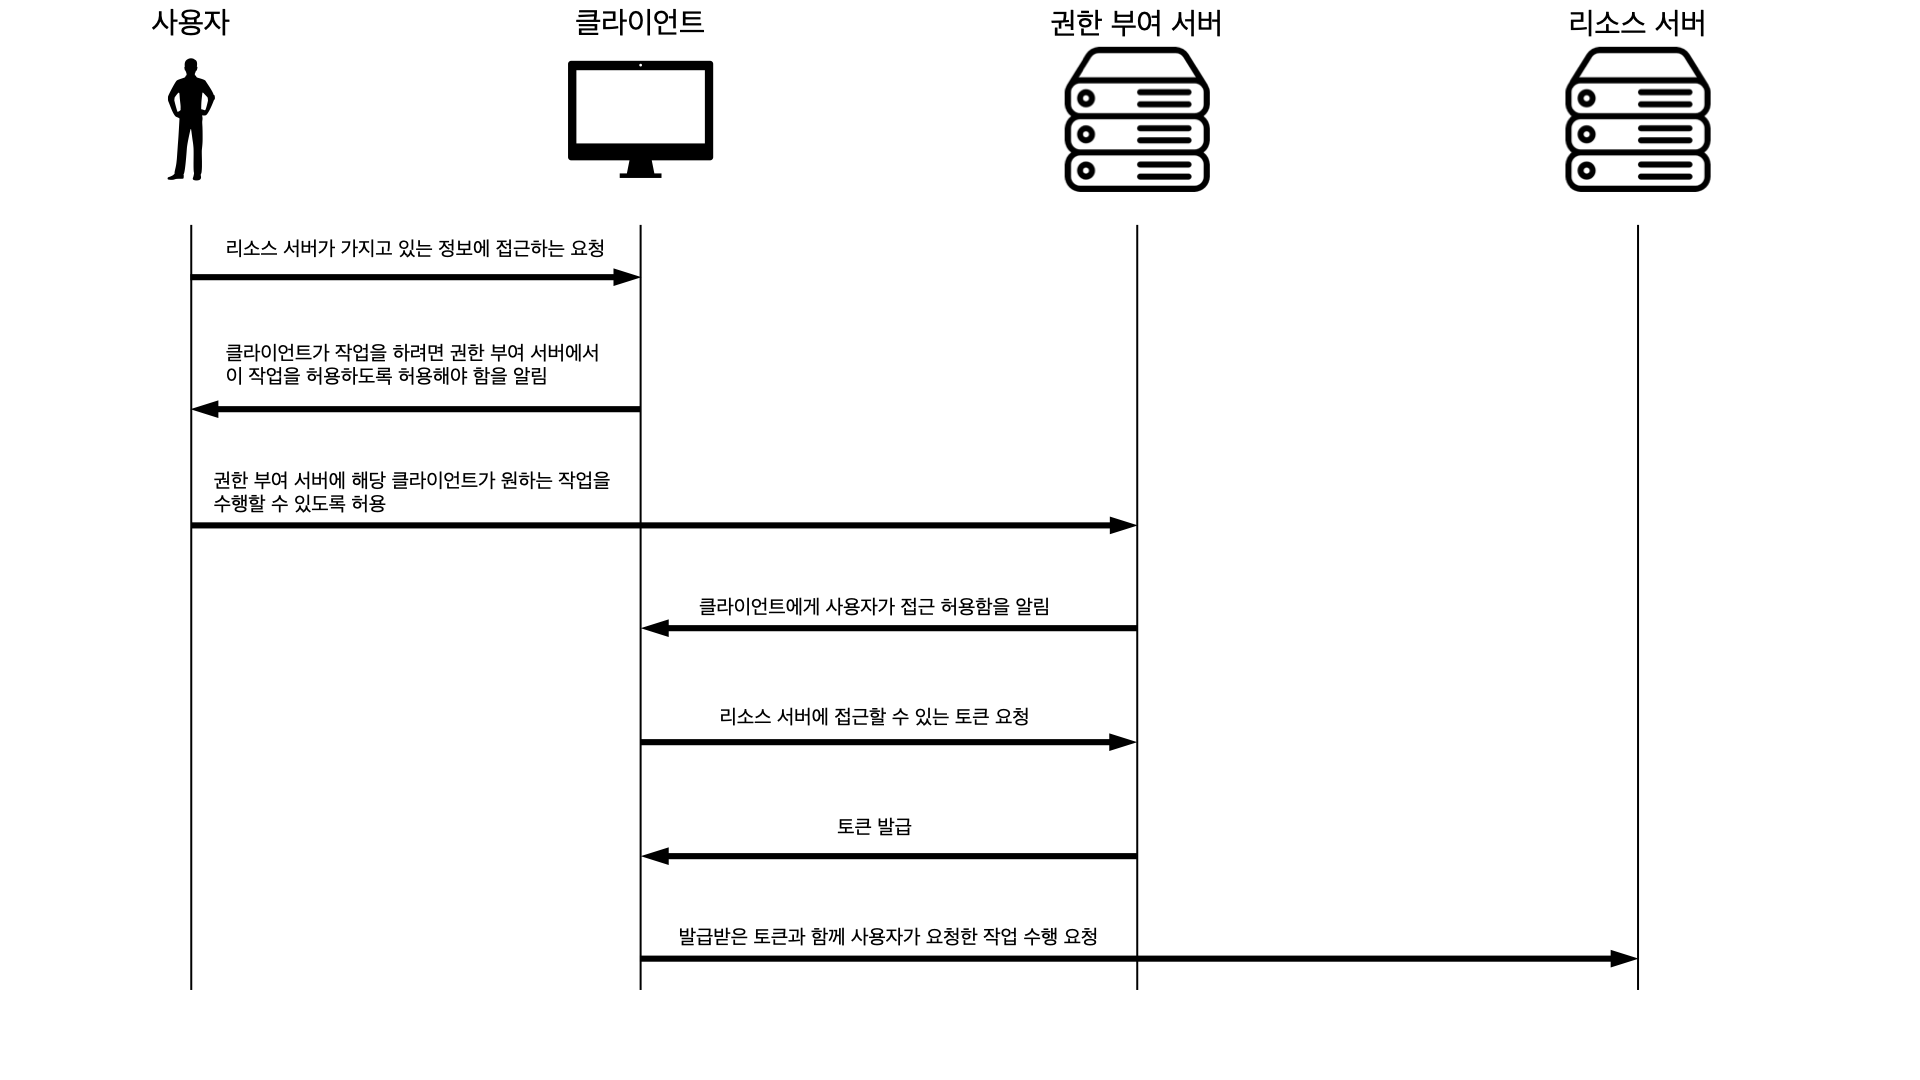 사용자
클라이언트
권한 부여 서버
리소스 서버
리소스 서버가 가지고 있는 정보에 접근하는 요청
클라이언트가 작업을 하려면 권한 부여 서버에서
이 작업을 허용하도록 허용해야 함을 알림
권한 부여 서버에 해당 클라이언트가 원하는 작업을
수행할 수 있도록 허용
클라이언트에게 사용자가 접근 허용함을 알림
리소스 서버에 접근할 수 있는 토큰 요청
토큰 발급
발급받은 토큰과 함께 사용자가 요청한 작업 수행 요청